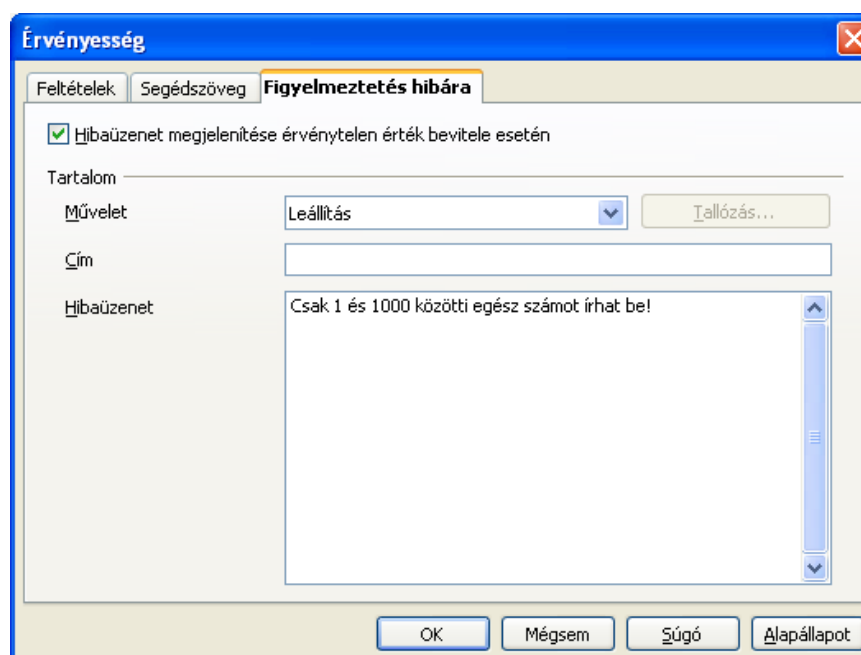 Érvényesség
Feltételek Segédszöveg Figyelmeztetés hibára
Hibaüzenet megjelenítése érvénytelen érték bevitele esetén
Tartalom
Művelet Leállítás Tallózás...
Cím
Hibaüzenet Csak 1 és 1000 közötti egész számot írhat be!
OK Mégsem Súgó Alapállapot